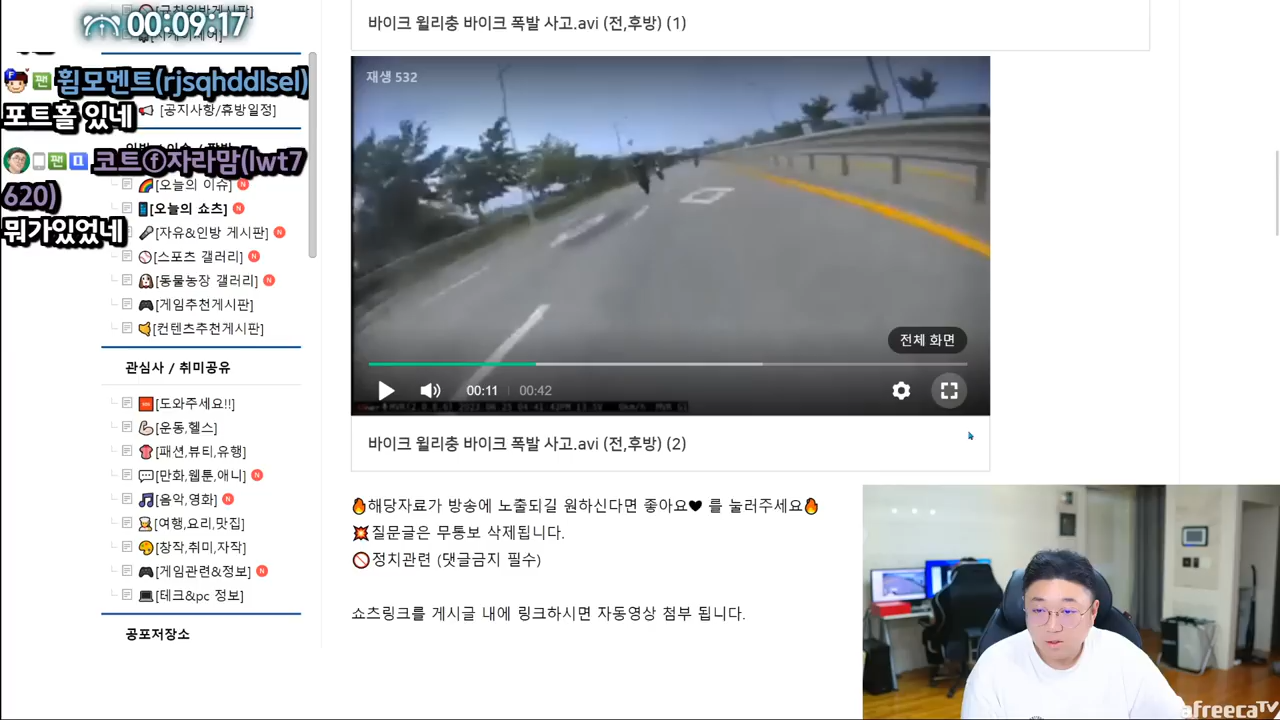 [규칙위반게시판]
00:09:17
휨모멘트(rjsqhddlsel)
포트홀 있네
[공지사항/휴방일정]
코트ⓕ자라맘(lwt7
620)
뭐가있었네
🌈[오늘의 이슈] N
📱[오늘의 쇼츠] N
🎤[자유&인방 게시판] N
⚾[스포츠 갤러리] N
🐶[동물농장 갤러리] N
🎮[게임추천게시판]
[컨텐츠추천게시판]
관심사 / 취미공유
[도와주세요!!]
💪[운동,헬스]
👚[패션,뷰티,유행]
💬[만화,웹툰,애니] N
🎵[음악,영화] N
[여행,요리,맛집]
🎨[창작,취미,자작]
🎮[게임관련&정보] N
💻[테크&pc 정보]
공포저장소
바이크 윌리충 바이크 폭발 사고.avi (전,후방) (1)
재생 532
전체 화면
00:11 | 00:42
바이크 윌리충 바이크 폭발 사고.avi (전,후방) (2)
🔥해당자료가 방송에 노출되길 원하신다면 좋아요🖤 를 눌러주세요🔥
💥질문글은 무통보 삭제됩니다.
🚫정치관련 (댓글금지 필수)
쇼츠링크를 게시글 내에 링크하시면 자동영상 첨부 됩니다.
afreecaTV